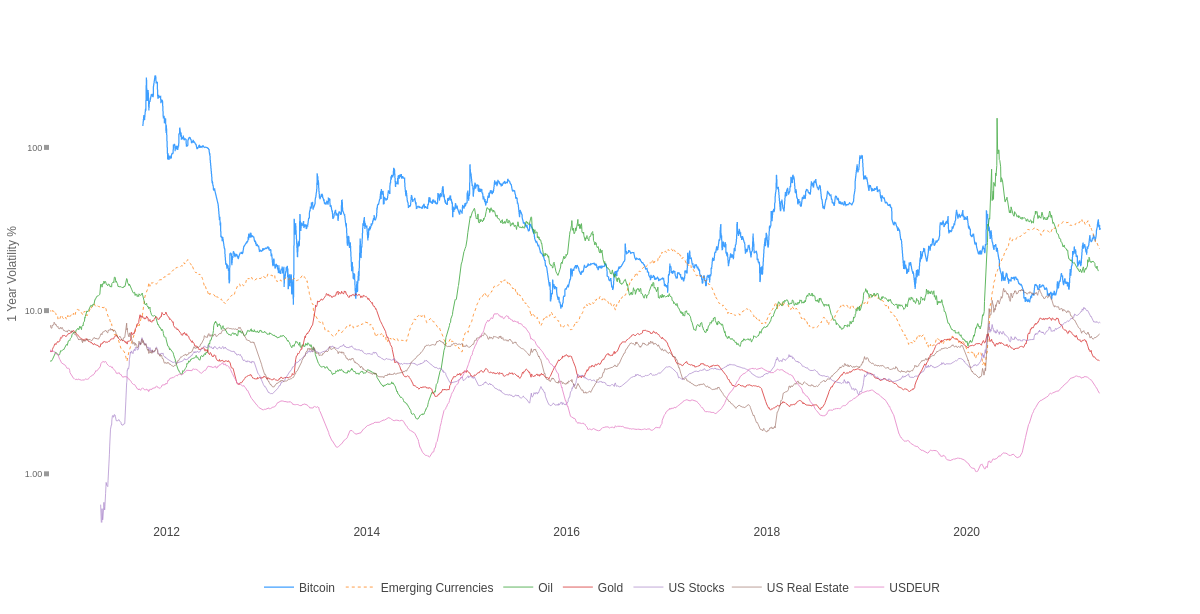 1 Year Volatility %
100
10.0
1.00
2012 2014 2016 2018 2020
Bitcoin Emerging Currencies Oil Gold US Stocks US Real Estate USDEUR